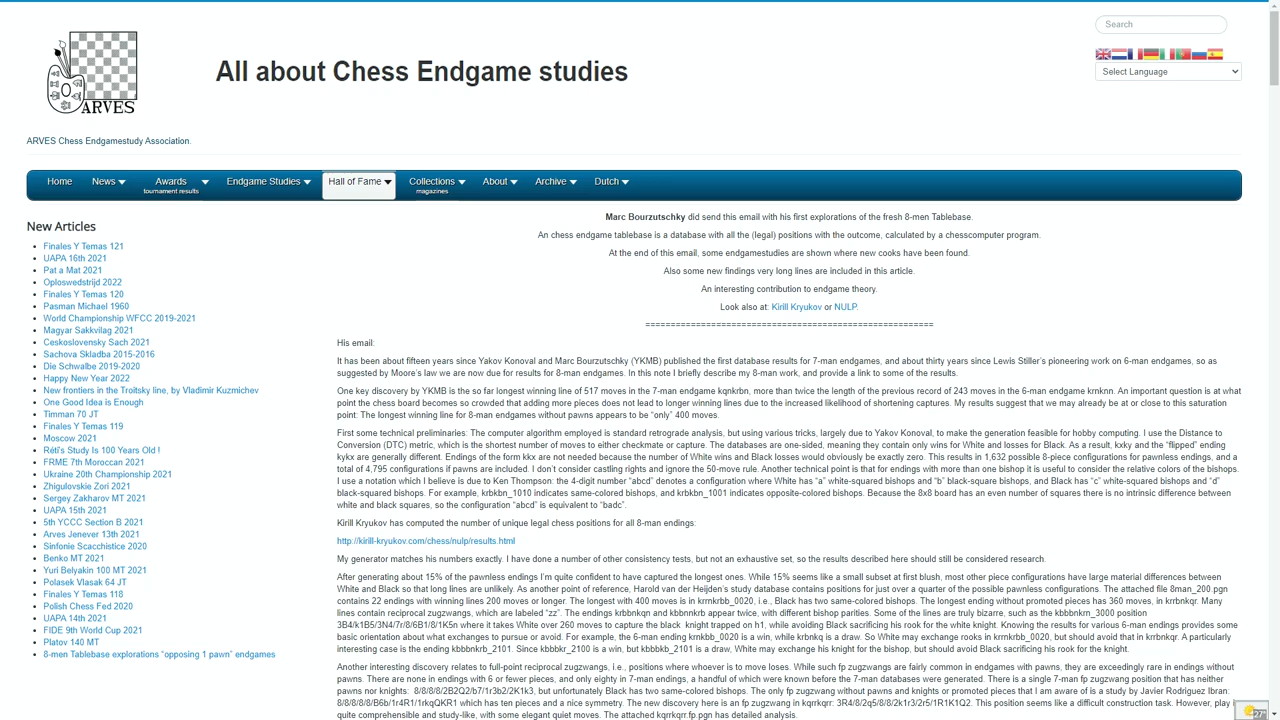 Search
All about Chess Endgame studies
Select Language
ARVES
ARVES Chess Endgamestudy Association.
Home News Awards Endgame Studies Hall of Fame Collections About Archive Dutch
tournament results magazines
New Articles
Finales Y Temas 121
UAPA 16th 2021
Pat a Mat 2021
Oploswedstrijd 2022
Finales Y Temas 120
Pasman Michael 1960
World Championship WFCC 2019-2021
Magyar Sakkvilag 2021
Ceskoslovensky Sach 2021
Sachova Skladba 2015-2016
Die Schwalbe 2019-2020
Happy New Year 2022
New frontiers in the Troitsky line, by Vladimir Kuzmichev
One Good Idea is Enough
Timman 70 JT
Finales Y Temas 119
Moscow 2021
Réti's Study Is 100 Years Old !
FRME 7th Moroccan 2021
Ukraine 20th Championship 2021
Zhigulovskie Zori 2021
Sergey Zakharov MT 2021
UAPA 15th 2021
5th YCCC Section B 2021
Arves Jenever 13th 2021
Sinfonie Scacchistice 2020
Benko MT 2021
Yuri Belyakin 100 MT 2021
Polasek Vlasak 64 JT
Finales Y Temas 118
Polish Chess Fed 2020
UAPA 14th 2021
FIDE 9th World Cup 2021
Platov 140 MT
8-men Tablebase explorations "opposing 1 pawn" endgames
Marc Bourzutschky did send this email with his first explorations of the fresh 8-men Tablebase.
An chess endgame tablebase is a database with all the (legal) positions with the outcome, calculated by a chesscomputer program.
At the end of this email, some endgamestudies are shown where new cooks have been found.
Also some new findings very long lines are included in this article.
An interesting contribution to endgame theory.
Look also at: Kirill Kryukov or NULP.
=========================================================
His email:
It has been about fifteen years since Yakov Konoval and Marc Bourzutschky (YKMB) published the first database results for 7-man endgames, and about thirty years since Lewis Stiller's pioneering work on 6-man endgames, so as
suggested by Moore's law we are now due for results for 8-man endgames. In this note I briefly describe my 8-man work, and provide a link to some of the results.
One key discovery by YKMB is the so far longest winning line of 517 moves in the 7-man endgame kqnkrbn, more than twice the length of the previous record of 243 moves in the 6-man endgame krnknn. An important question is at what
point the chess board becomes so crowded that adding more pieces does not lead to longer winning lines due to the increased likelihood of shortening captures. My results suggest that we may already be at or close to this saturation
point: The longest winning line for 8-man endgames without pawns appears to be "only" 400 moves.
First some technical preliminaries: The computer algorithm employed is standard retrograde analysis, but using various tricks, largely due to Yakov Konoval, to make the generation feasible for hobby computing. I use the Distance to
Conversion (DTC) metric, which is the shortest number of moves to either checkmate or capture. The databases are one-sided, meaning they contain only wins for White and losses for Black. As a result, kxky and the "flipped" ending
kykx are generally different. Endings of the form kkx are not needed because the number of White wins and Black losses would obviously be exactly zero. This results in 1,632 possible 8-piece configurations for pawnless endings, and a
total of 4,795 configurations if pawns are included. I don't consider castling rights and ignore the 50-move rule. Another technical point is that for endings with more than one bishop it is useful to consider the relative colors of the bishops.
I use a notation which I believe is due to Ken Thompson: the 4-digit number "abcd" denotes a configuration where White has "a" white-squared bishops and "b" black-square bishops, and Black has "c" white-squared bishops and "d"
black-squared bishops. For example, krbkbn_1010 indicates same-colored bishops, and krbkbn_1001 indicates opposite-colored bishops. Because the 8x8 board has an even number of squares there is no intrinsic difference between
white and black squares, so the configuration "abcd" is equivalent to "badc".
Kirill Kryukov has computed the number of unique legal chess positions for all 8-man endings:
http://kirill-kryukov.com/chess/nulp/results.html
My generator matches his numbers exactly. I have done a number of other consistency tests, but not an exhaustive set, so the results described here should still be considered research.
After generating about 15% of the pawnless endings I'm quite confident to have captured the longest ones. While 15% seems like a small subset at first blush, most other piece configurations have large material differences between
White and Black so that long lines are unlikely. As another point of reference, Harold van der Heijden's study database contains positions for just over a quarter of the possible pawnless configurations. The attached file 8man_200.pgn
contains 22 endings with winning lines 200 moves or longer. The longest with 400 moves is in krrnkrbb_0020, i.e., Black has two same-colored bishops. The longest ending without promoted pieces has 360 moves, in krrbnkqr. Many
lines contain reciprocal zugzwangs, which are labeled "zz". The endings krbbnkqn and kbbnnkrb appear twice, with different bishop parities. Some of the lines are truly bizarre, such as the kbbbnkrn_3000 position
3B4/k1B5/3N4/7r/8/6B1/8/1K5n where it takes White over 260 moves to capture the black  knight trapped on h1, while avoiding Black sacrificing his rook for the white knight. Knowing the results for various 6-man endings provides some
basic orientation about what exchanges to pursue or avoid. For example, the 6-man ending krnkbb_0020 is a win, while krbnkq is a draw. So White may exchange rooks in krrnkrbb_0020, but should avoid that in krrbnkqr. A particularly
interesting case is the ending kbbbnkrb_2101. Since kbbbkr_2100 is a win, but kbbbkb_2101 is a draw, White may exchange his knight for the bishop, but should avoid Black sacrificing his rook for the knight.
Another interesting discovery relates to full-point reciprocal zugzwangs, i.e., positions where whoever is to move loses. While such fp zugzwangs are fairly common in endgames with pawns, they are exceedingly rare in endings without
pawns. There are none in endings with 6 or fewer pieces, and only eighty in 7-man endings, a handful of which were known before the 7-man databases were generated. There is a single 7-man fp zugzwang position that has neither
pawns nor knights:  8/8/8/8/2B2Q2/b7/1r3b2/2K1k3, but unfortunately Black has two same-colored bishops. The only fp zugzwang without pawns and knights or promoted pieces that I am aware of is a study by Javier Rodriguez Ibran:
8/8/8/8/8/B6b/1r4R1/1rkqQKR1 which has ten pieces and a nice symmetry. The new discovery here is an fp zugzwang in kqrrkqrr: 3R4/8/2q5/8/8/2k1r3/2r5/1R1K1Q2. This position seems like a difficult construction task. However, play i
quite comprehensible and study-like, with some elegant quiet moves. The attached kqrrkqrr.fp.pgn has detailed analysis.